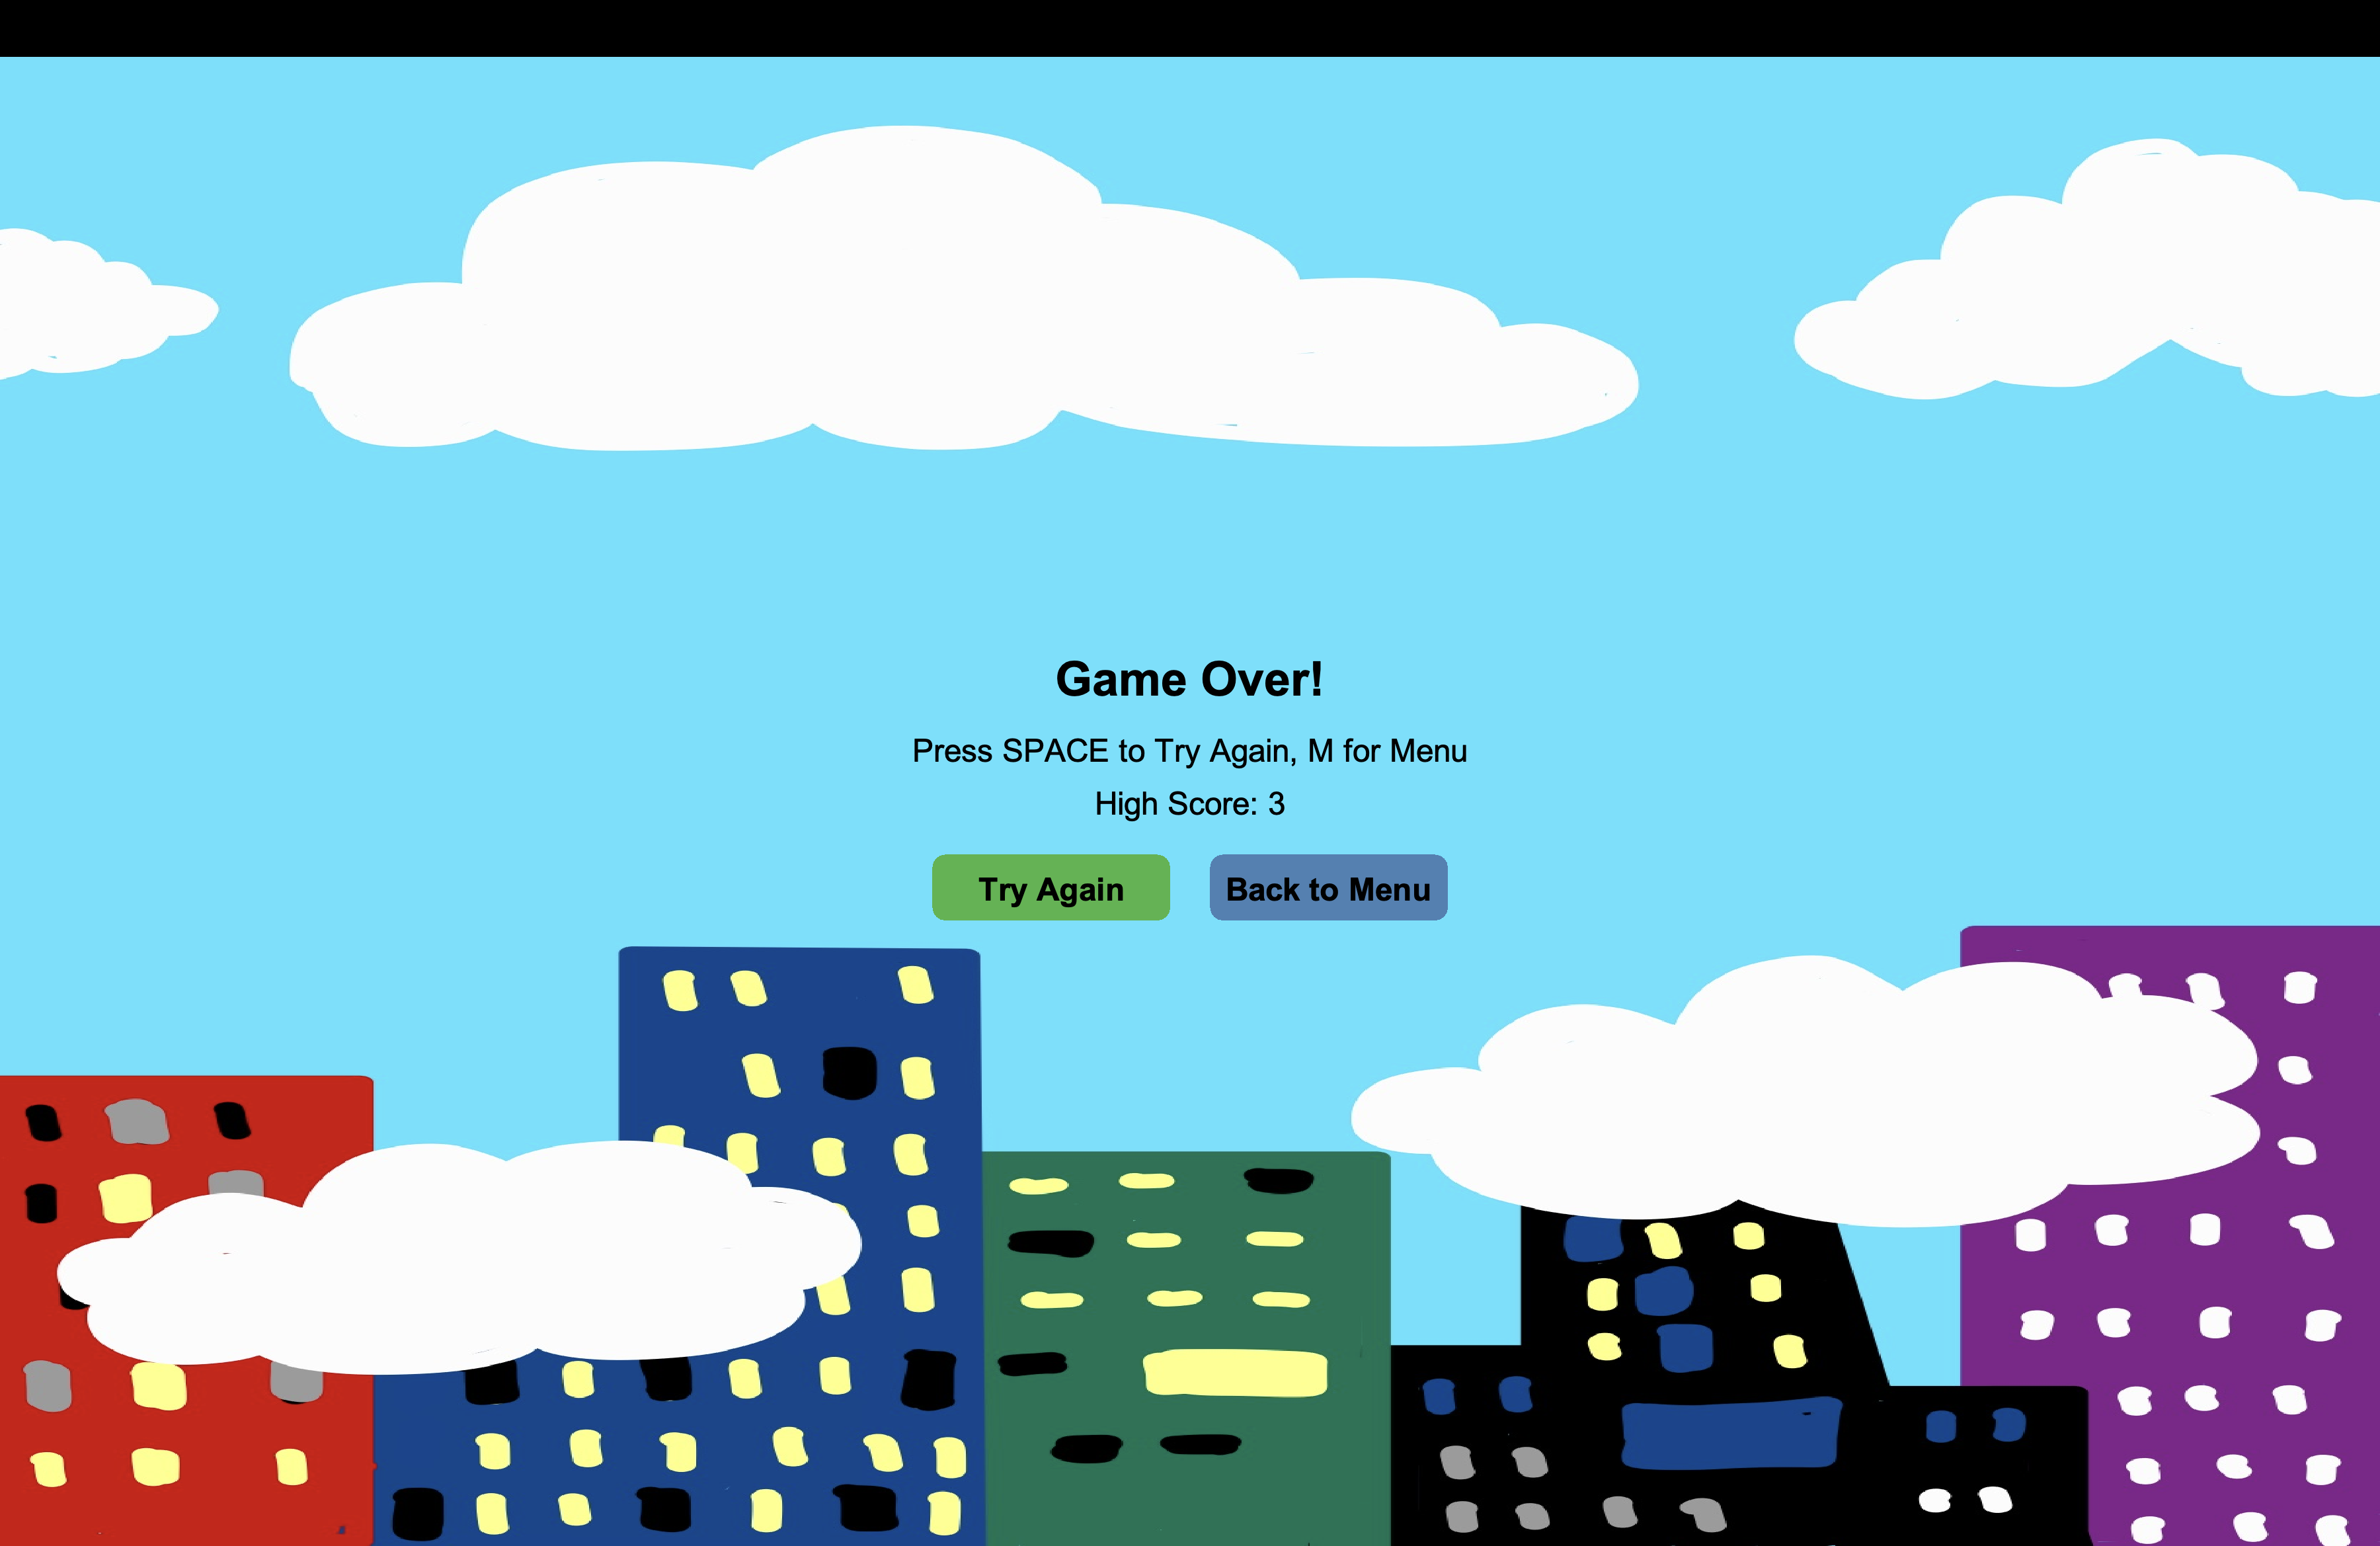 Game Over!
Press SPACE to Try Again, M for Menu
High Score: 3
Try Again
Back to Menu